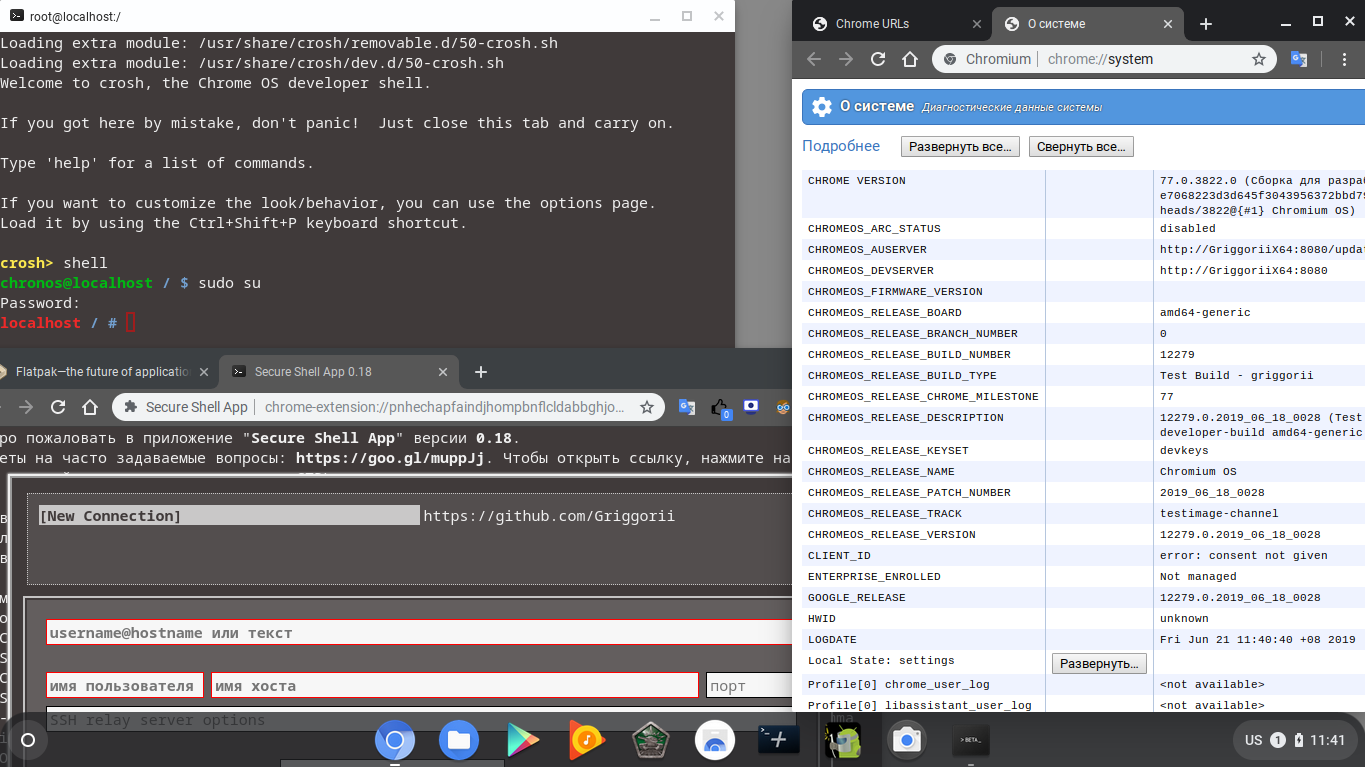 root@localhost:/
Loading extra module: /usr/share/crosh/removable.d/50-crosh.sh
Loading extra module: /usr/share/crosh/dev.d/50-crosh.sh
Welcome to crosh, the Chrome OS developer shell.
If you got here by mistake, don't panic!  Just close this tab and carry on.
Type 'help' for a list of commands.
If you want to customize the look/behavior, you can use the options page.
Load it by using the Ctrl+Shift+P keyboard shortcut.
crosh> shell
chronos@localhost / $ sudo su
Password:
localhost / #
Flatpak—the future of applicatio
Secure Shell App 0.18
Secure Shell App | chrome-extension://pnhechapfaindjhompbnflcldabbghjo...
0
ро пожаловать в приложение "Secure Shell App" версии 0.18.
еты на часто задаваемые вопросы: https://goo.gl/muppJj. Чтобы открыть ссылку, нажмите на
[New Connection] https://github.com/Griggorii
username@hostname или текст
имя пользователя имя хоста порт
SSH relay server options
Chrome URLs
О системе
Chromium | chrome://system
О системе Диагностические данные системы
Подробнее Развернуть все... Свернуть все...
CHROME VERSION 77.0.3822.0 (Сборка для разра
e7068223d3d645f3043956372bbd79
heads/3822@{#1} Chromium OS)
CHROMEOS_ARC_STATUS disabled
CHROMEOS_AUSERVER http://GriggoriiX64:8080/upda
CHROMEOS_DEVSERVER http://GriggoriiX64:8080
CHROMEOS_FIRMWARE_VERSION
CHROMEOS_RELEASE_BOARD amd64-generic
CHROMEOS_RELEASE_BRANCH_NUMBER 0
CHROMEOS_RELEASE_BUILD_NUMBER 12279
CHROMEOS_RELEASE_BUILD_TYPE Test Build - griggorii
CHROMEOS_RELEASE_CHROME_MILESTONE 77
CHROMEOS_RELEASE_DESCRIPTION 12279.0.2019_06_18_0028 (Test
developer-build amd64-generic
CHROMEOS_RELEASE_KEYSET devkeys
CHROMEOS_RELEASE_NAME Chromium OS
CHROMEOS_RELEASE_PATCH_NUMBER 2019_06_18_0028
CHROMEOS_RELEASE_TRACK testimage-channel
CHROMEOS_RELEASE_VERSION 12279.0.2019_06_18_0028
CLIENT_ID error: consent not given
ENTERPRISE_ENROLLED Not managed
GOOGLE_RELEASE 12279.0.2019_06_18_0028
HWID unknown
LOGDATE Fri Jun 21 11:40:40 +08 2019
Local State: settings Развернуть...
Profile[0] chrome_user_log <not available>
Profile[0] libassistant_user_log <not available>
>_BETA_
US 1 11:41